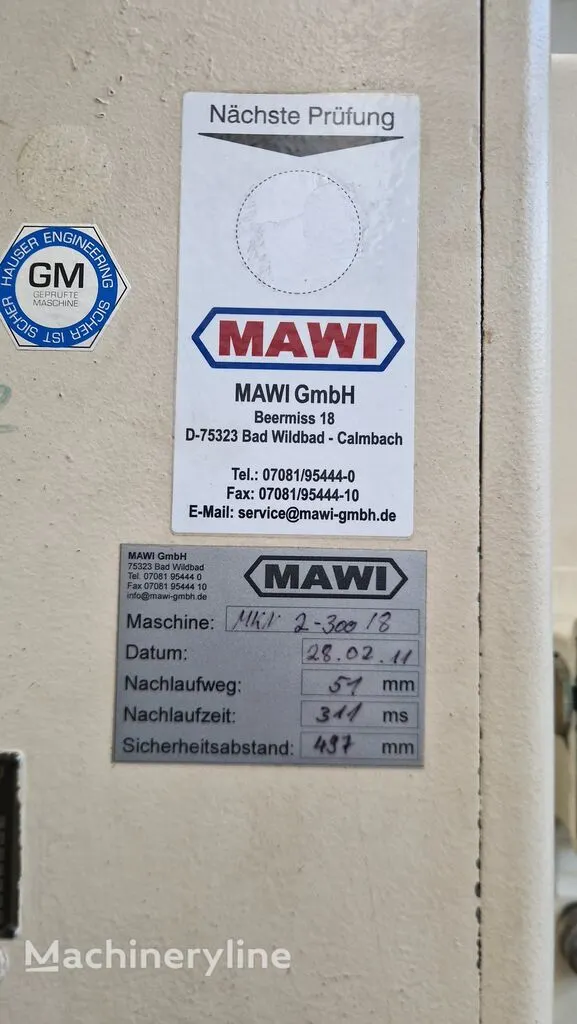 Nächste Prüfung
HAUSER ENGINEERING
GM
GEPRÜFTE
MASCHINE
SICHER IST SICHER
MAWI
MAWI GmbH
Beermiss 18
D-75323 Bad Wildbad - Calmbach
Tel.: 07081/95444-0
Fax: 07081/95444-10
E-Mail: service@mawi-gmbh.de
MAWI GmbH
75323 Bad Wildbad
Tel. 07081 95444 0
Fax 07081 95444 10
info@mawi-gmbh.de
MAWI
Maschine: 2-300/8
Datum: 28.02.11
Nachlaufweg: 51 mm
Nachlaufzeit: 311 ms
Sicherheitsabstand: 497 mm
Machineryline